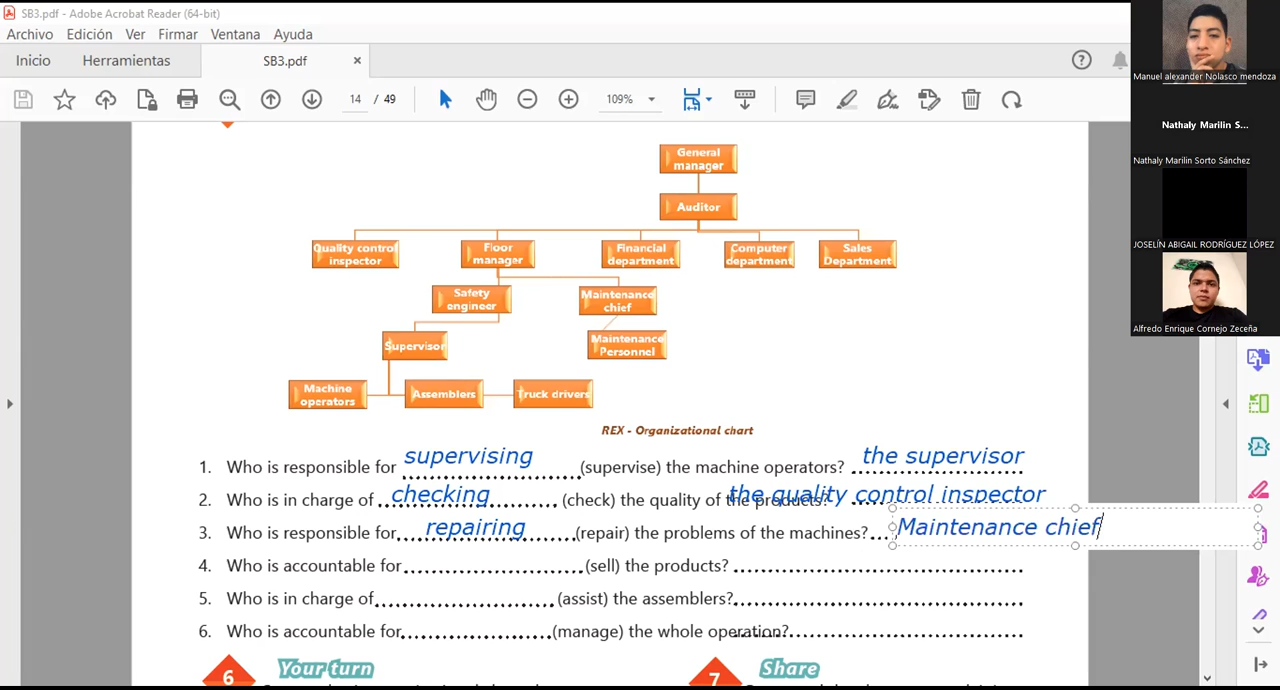 SB3.pdf - Adobe Acrobat Reader (64-bit)
Archivo Edición Ver Firmar Ventana Ayuda
Inicio Herramientas SB3.pdf ×
14 / 49 109%
Manuel alexander Nolasco mendoza
Nathaly Marilin S...
Nathaly Marilin Sorto Sánchez
JOSELÍN ABIGAIL RODRÍGUEZ LÓPEZ
Alfredo Enrique Cornejo Zeceña
General
manager
Auditor
Quality control
inspector
Floor
manager
Financial
department
Computer
department
Sales
Department
Safety
engineer
Maintenance
chief
Supervisor
Maintenance
Personnel
Machine
operators
Assemblers
Truck drivers
REX - Organizational chart
1. Who is responsible for supervising (supervise) the machine operators? the supervisor
2. Who is in charge of checking (check) the quality of the products? the quality control inspector
3. Who is responsible for repairing (repair) the problems of the machines? Maintenance chief
4. Who is accountable for (sell) the products?
5. Who is in charge of (assist) the assemblers?
6. Who is accountable for (manage) the whole operation?
6 Your turn
7 Share